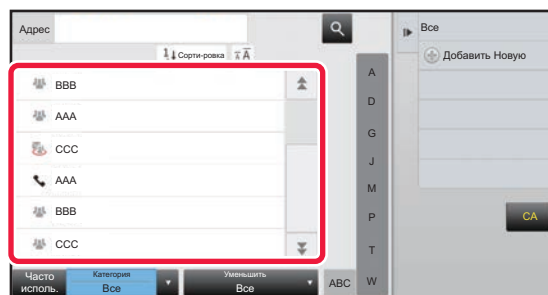 Адрес
Сорти-ровка
BBB
AAA
CCC
AAA
BBB
CCC
A
D
G
J
M
P
T
W
Часто
исполь.
Категория
Все
Уменьшить
Все
ABC
Все
Добавить Новую
CA